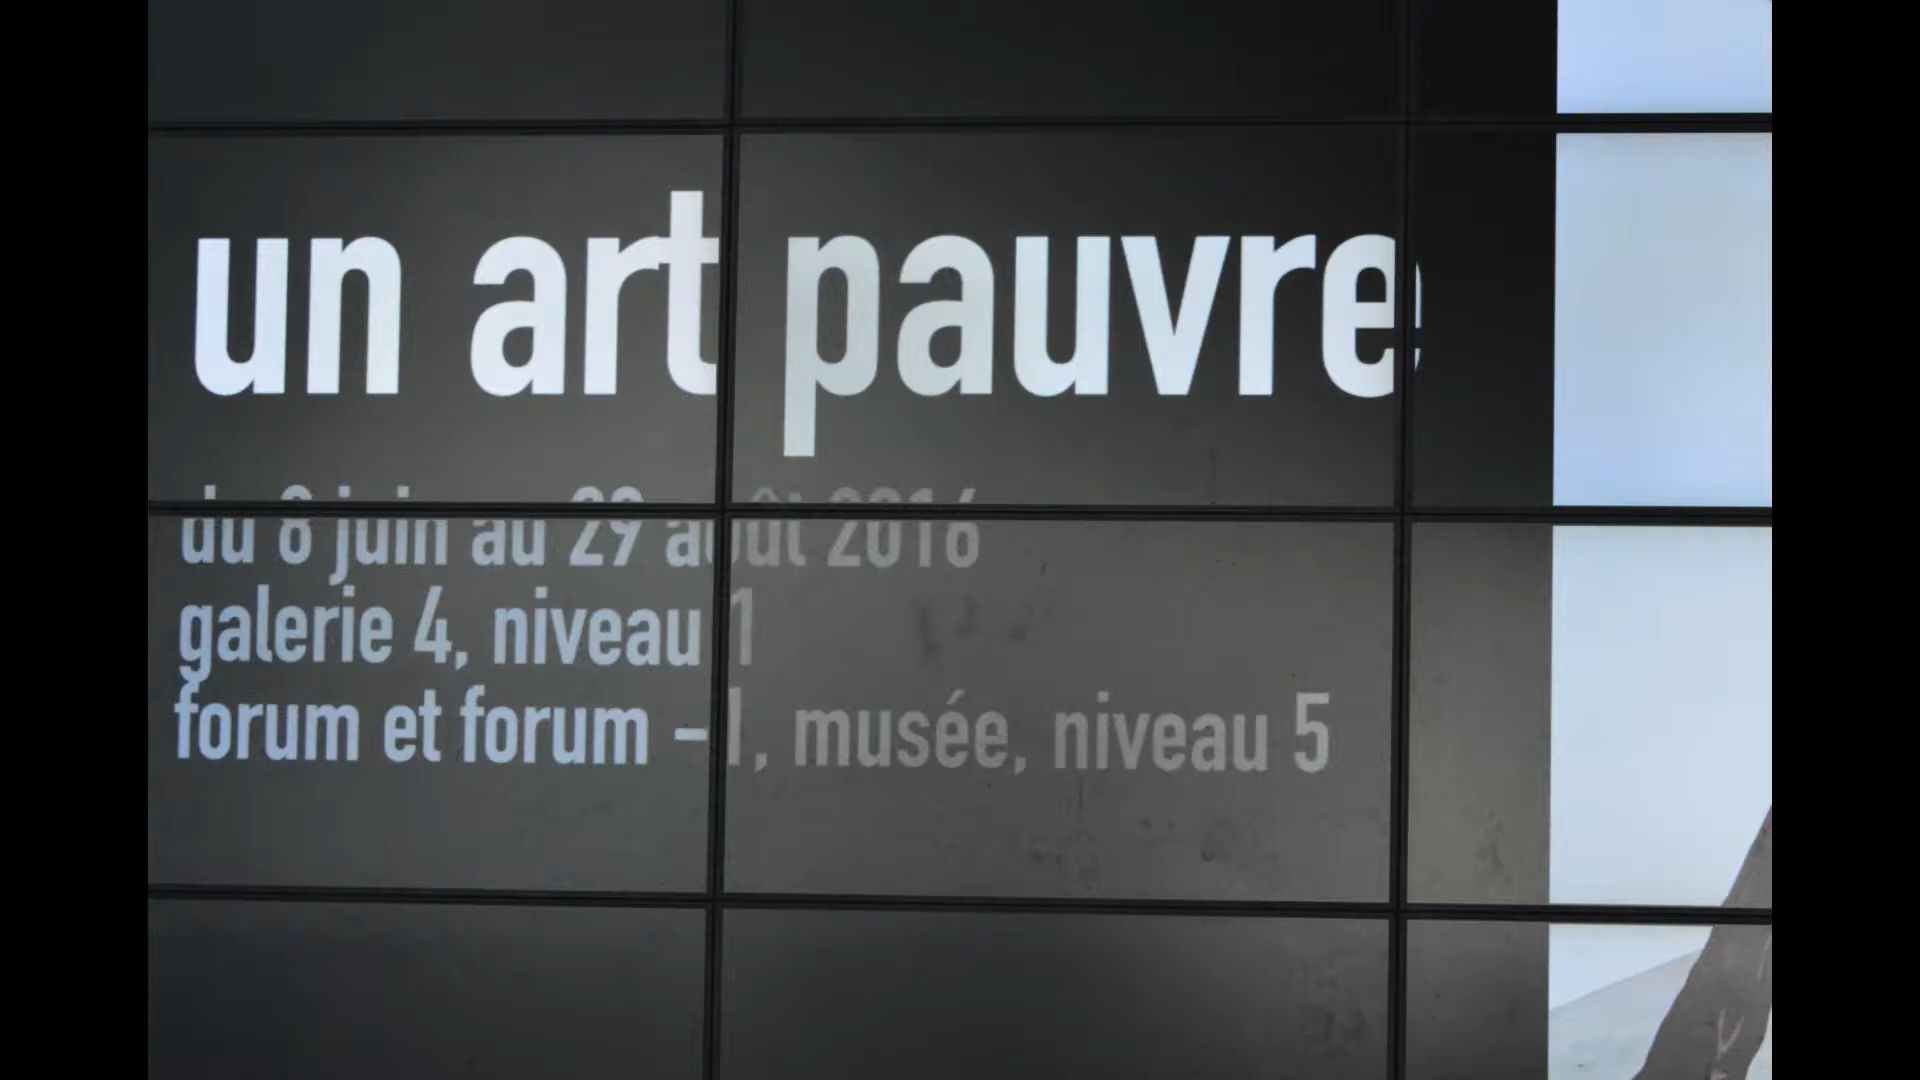 un art pauvre
du 8 juin au 29 août 2016
galerie 4, niveau 1
forum et forum -1, musée, niveau 5